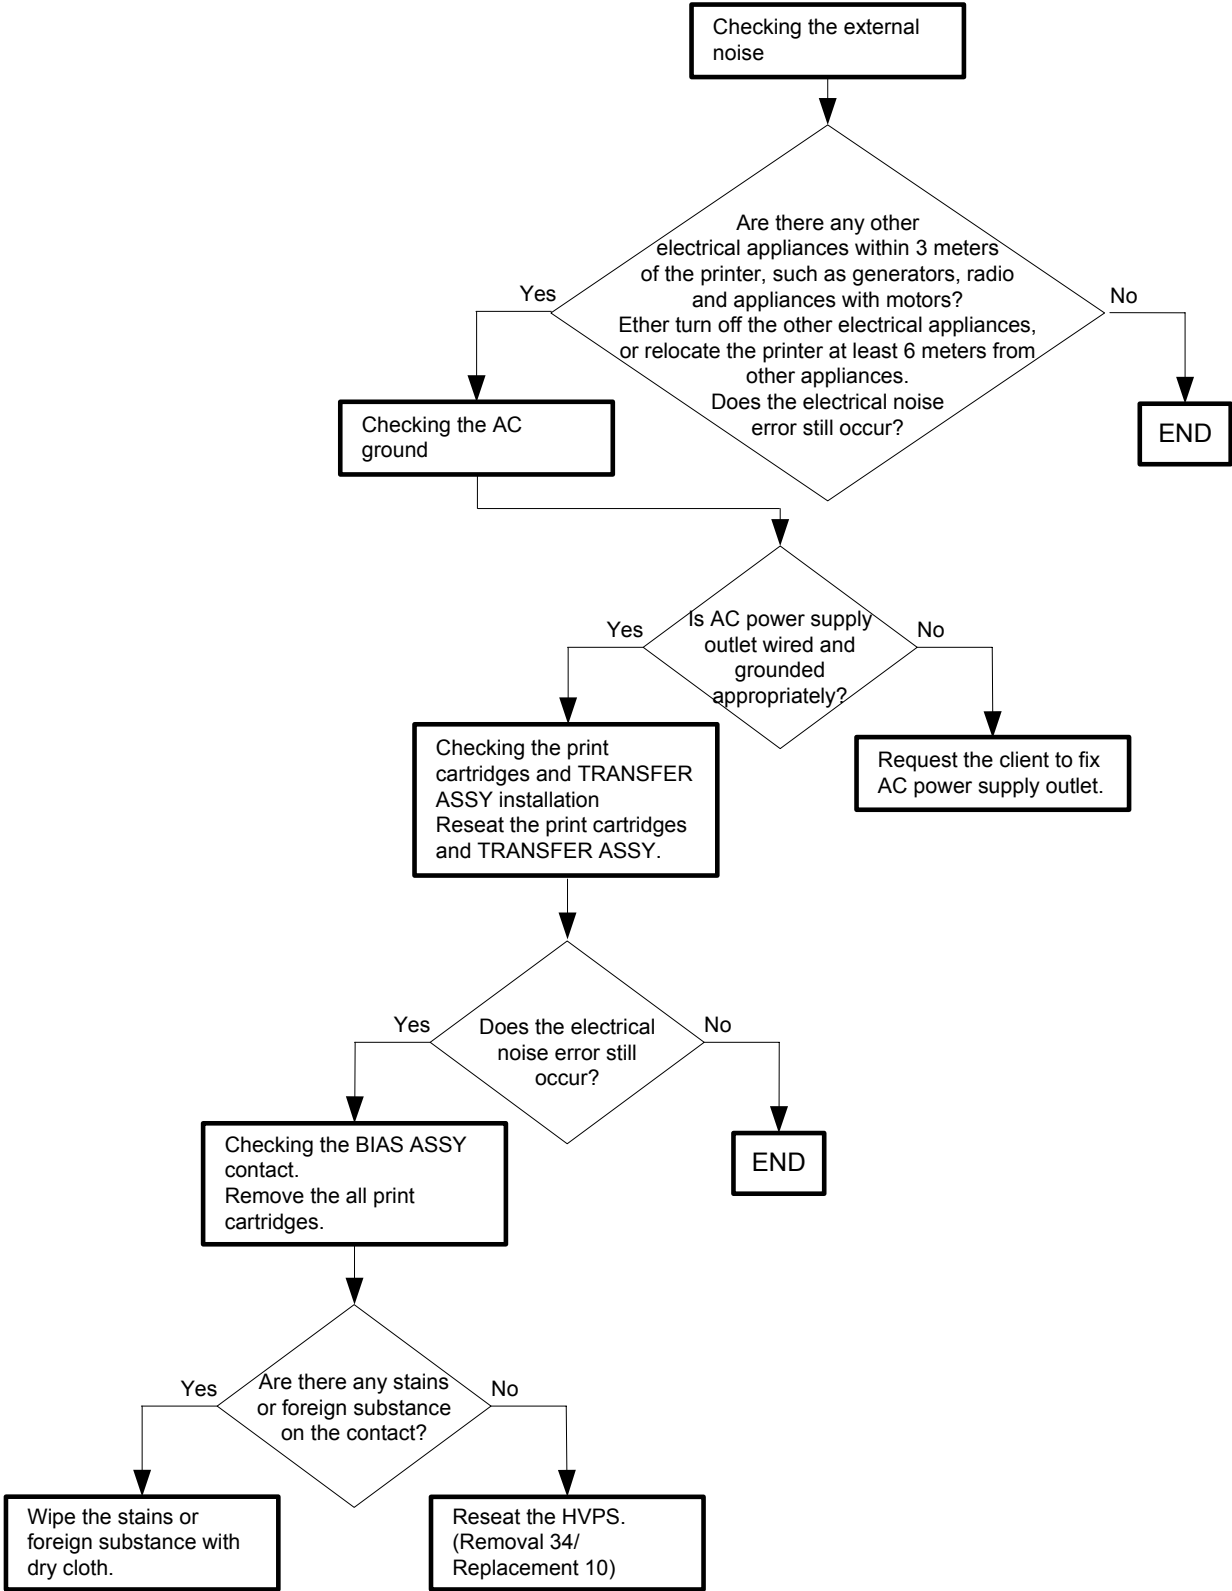 Checking the external
noise
Are there any other
electrical appliances within 3 meters
of the printer, such as generators, radio
and appliances with motors?
Ether turn off the other electrical appliances,
or relocate the printer at least 6 meters from
other appliances.
Does the electrical noise
error still occur?
Yes
No
Checking the AC
ground
END
Is AC power supply
outlet wired and
grounded
appropriately?
Yes
No
Checking the print
cartridges and TRANSFER
ASSY installation
Reseat the print cartridges
and TRANSFER ASSY.
Request the client to fix
AC power supply outlet.
Does the electrical
noise error still
occur?
Yes
No
Checking the BIAS ASSY
contact.
Remove the all print
cartridges.
END
Are there any stains
or foreign substance
on the contact?
Yes
No
Wipe the stains or
foreign substance with
dry cloth.
Reseat the HVPS.
(Removal 34/
Replacement 10)